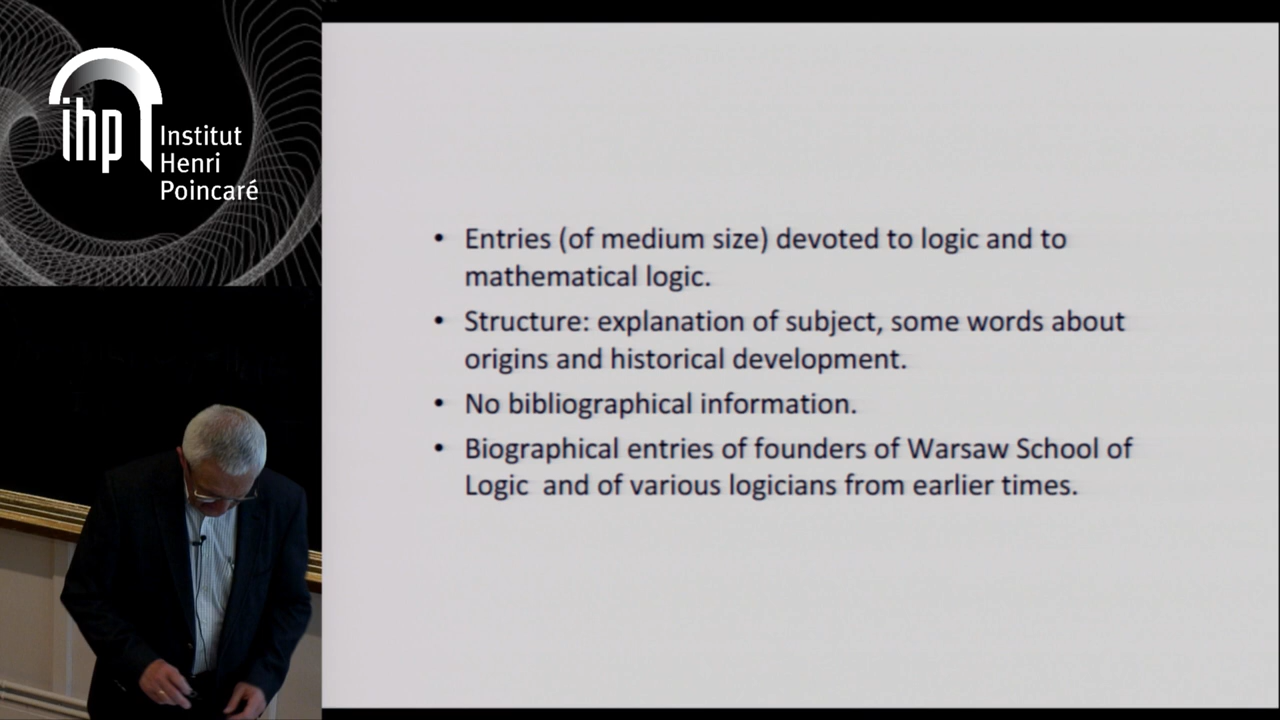 ihp
Institut
Henri
Poincaré
• Entries (of medium size) devoted to logic and to
mathematical logic.
• Structure: explanation of subject, some words about
origins and historical development.
• No bibliographical information.
• Biographical entries of founders of Warsaw School of
Logic and of various logicians from earlier times.